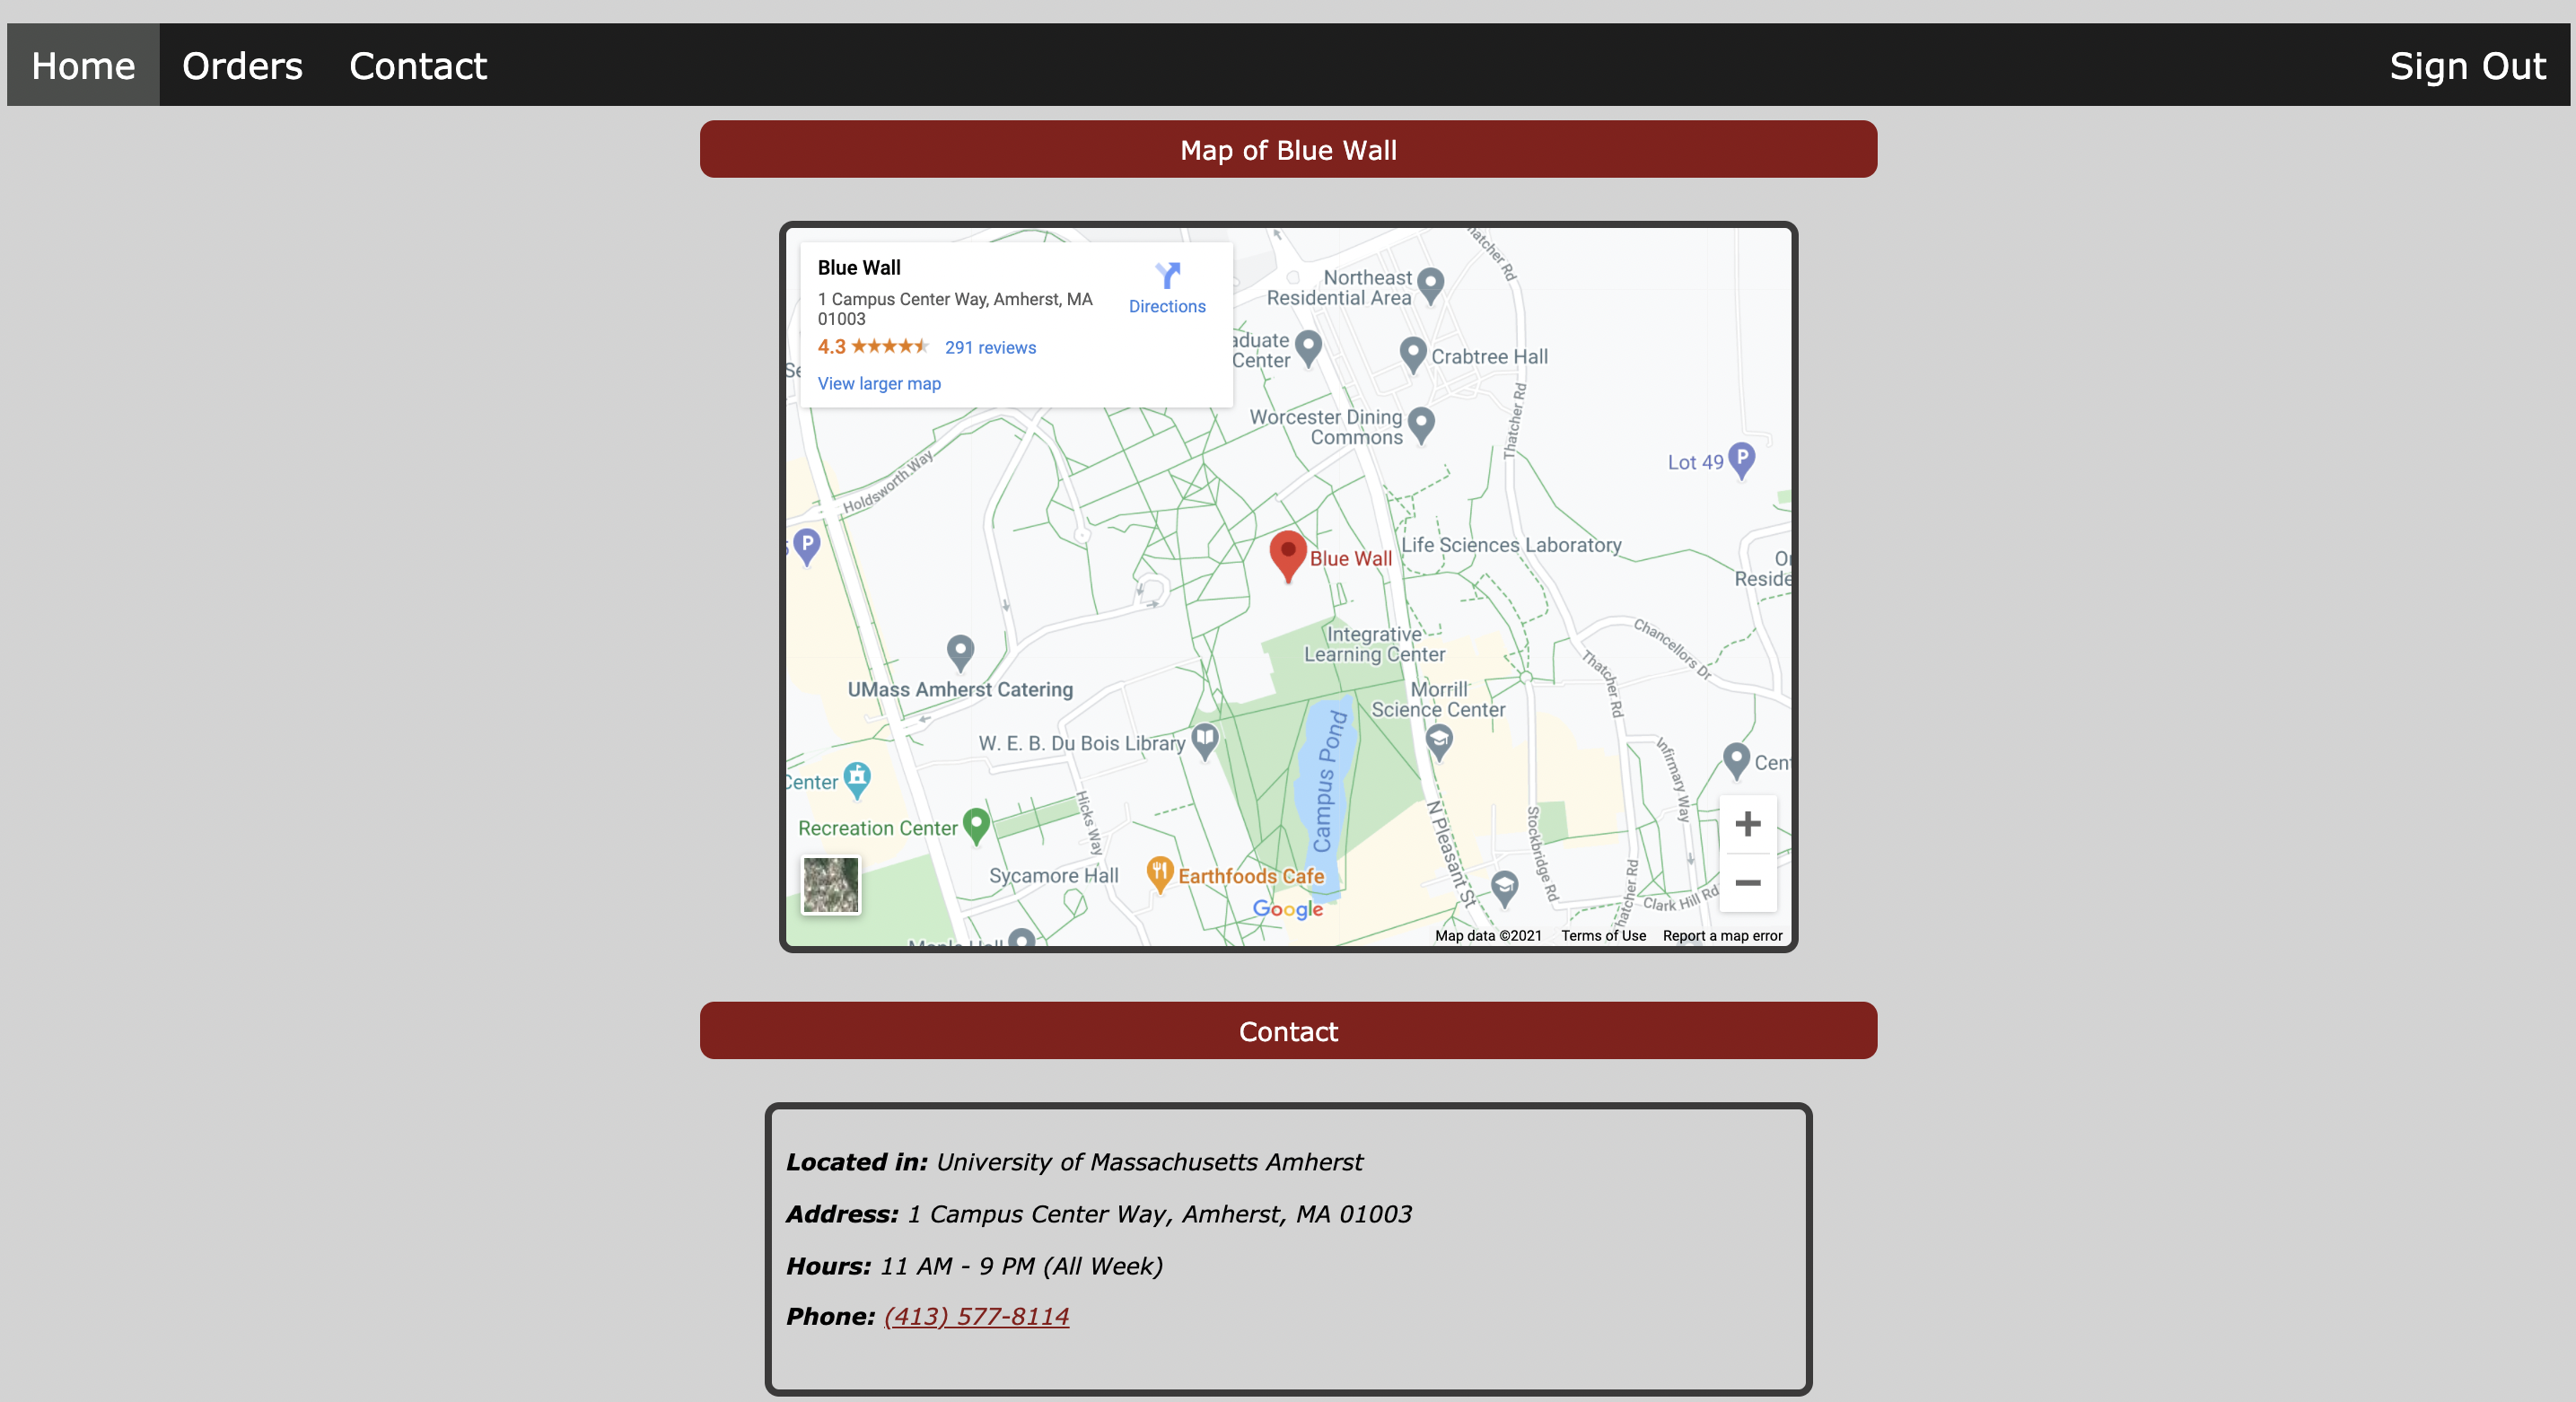 Home Orders Contact Sign Out
Map of Blue Wall
Blue Wall
1 Campus Center Way, Amherst, MA
01003
4.3 291 reviews
View larger map
Directions
Northeast
Residential Area
Thatcher Rd
Center
Crabtree Hall
Worcester Dining
Commons
Thatcher Rd
Lot 49
P
Holdsworth Way
P
Blue Wall
Life Sciences Laboratory
Integrative
Learning Center
Chancellors Dr
Thatcher Rd
UMass Amherst Catering
Morrill
Science Center
W. E. B. Du Bois Library
Campus Pond
Infirmary Way
Center
Recreation Center
Hicks Way
N Pleasant St
Stockbridge Rd
Sycamore Hall
Earthfoods Cafe
Thatcher Rd
Clark Hill Rd
Google
Map data ©2021 Terms of Use Report a map error
Contact
Located in: University of Massachusetts Amherst
Address: 1 Campus Center Way, Amherst, MA 01003
Hours: 11 AM - 9 PM (All Week)
Phone: (413) 577-8114